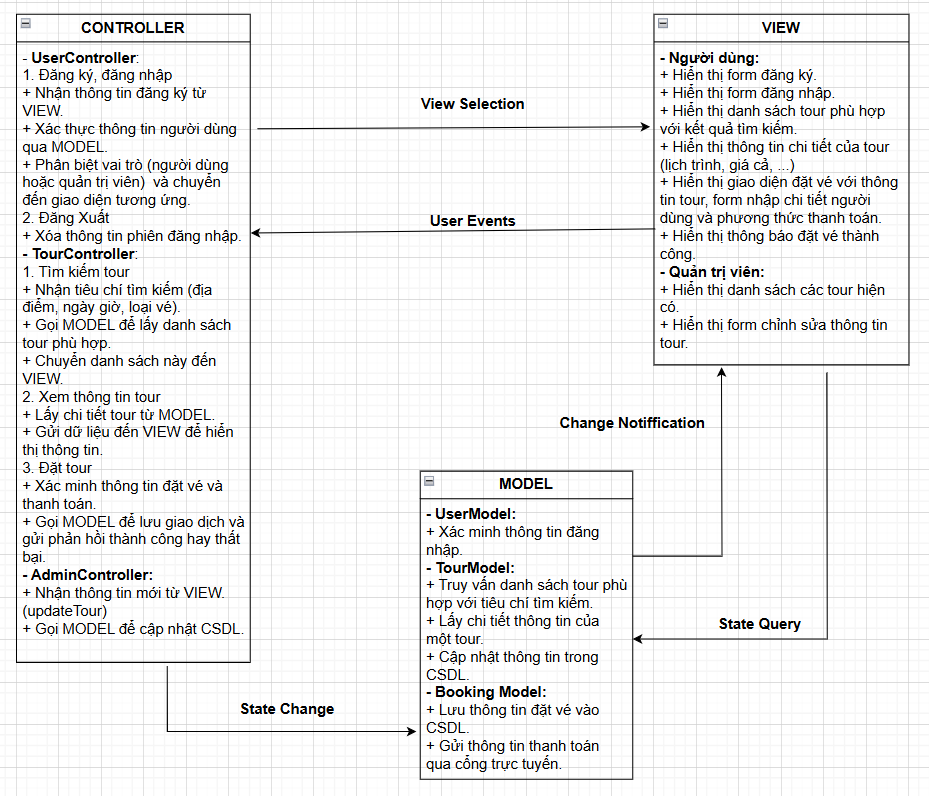 CONTROLLER
- UserController:
1. Đăng ký, đăng nhập
+ Nhận thông tin đăng ký từ
VIEW.
+ Xác thực thông tin người dùng
qua MODEL.
+ Phân biệt vai trò (người dùng
hoặc quản trị viên) và chuyển
đến giao diện tương ứng.
2. Đăng Xuất
+ Xóa thông tin phiên đăng nhập.
- TourController:
1. Tìm kiếm tour
+ Nhận tiêu chí tìm kiếm (địa
điểm, ngày giờ, loại vé).
+ Gọi MODEL để lấy danh sách
tour phù hợp.
+ Chuyển danh sách này đến
VIEW.
2. Xem thông tin tour
+ Lấy chi tiết tour từ MODEL.
+ Gửi dữ liệu đến VIEW để hiển
thị thông tin.
3. Đặt tour
+ Xác minh thông tin đặt vé và
thanh toán.
+ Gọi MODEL để lưu giao dịch và
gửi phản hồi thành công hay thất
bại.
- AdminController:
+ Nhận thông tin mới từ VIEW.
(updateTour)
+ Gọi MODEL để cập nhật CSDL.
View Selection
User Events
VIEW
- Người dùng:
+ Hiển thị form đăng ký.
+ Hiển thị form đăng nhập.
+ Hiển thị danh sách tour phù hợp
với kết quả tìm kiếm.
+ Hiển thị thông tin chi tiết của tour
(lịch trình, giá cả, ...)
+ Hiển thị giao diện đặt vé với thông
tin tour, form nhập chi tiết người
dùng và phương thức thanh toán.
+ Hiển thị thông báo đặt vé thành
công.
- Quản trị viên:
+ Hiển thị danh sách các tour hiện
có.
+ Hiển thị form chỉnh sửa thông tin
tour.
Change Notiffication
MODEL
- UserModel:
+ Xác minh thông tin đăng
nhập.
- TourModel:
+ Truy vấn danh sách tour phù
hợp với tiêu chí tìm kiếm.
+ Lấy chi tiết thông tin của
một tour.
+ Cập nhật thông tin trong
CSDL.
- Booking Model:
+ Lưu thông tin đặt vé vào
CSDL.
+ Gửi thông tin thanh toán
qua cổng trực tuyến.
State Query
State Change